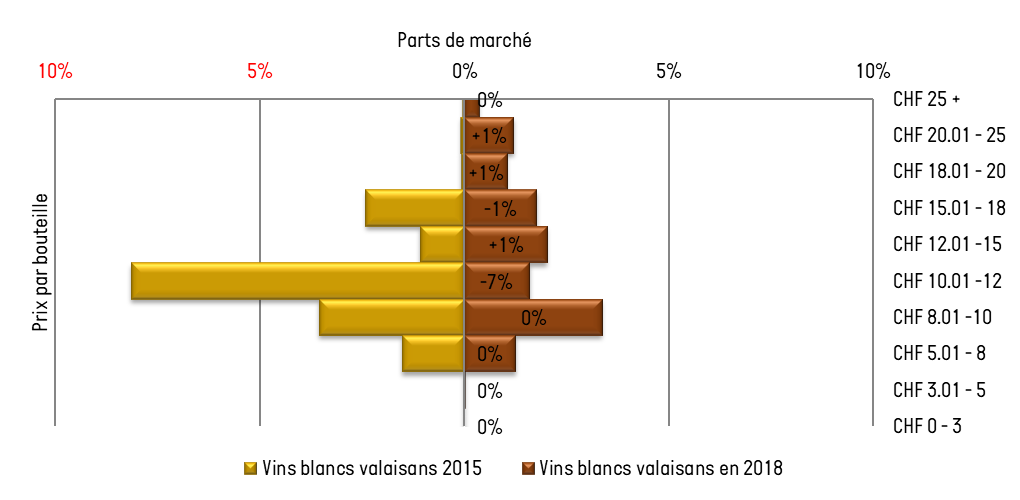 Parts de marché
10% 5% 0% 5% 10%
0% CHF 25 +
+1% CHF 20.01 - 25
+1% CHF 18.01 - 20
-1% CHF 15.01 - 18
+1% CHF 12.01 -15
-7% CHF 10.01 -12
0% CHF 8.01 -10
0% CHF 5.01 - 8
0% CHF 3.01 - 5
0% CHF 0 - 3
Prix par bouteille
Vins blancs valaisans 2015 Vins blancs valaisans en 2018